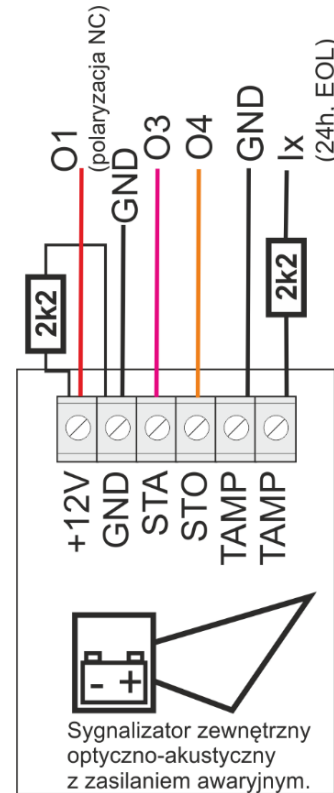 O1
(polaryzacja NC)
GND
O3
O4
GND
Ix
(24h, EOL)
2k2
2k2
+12V
GND
STA
STO
TAMP
TAMP
- +
Sygnalizator zewnętrzny
optyczno-akustyczny
z zasilaniem awaryjnym.